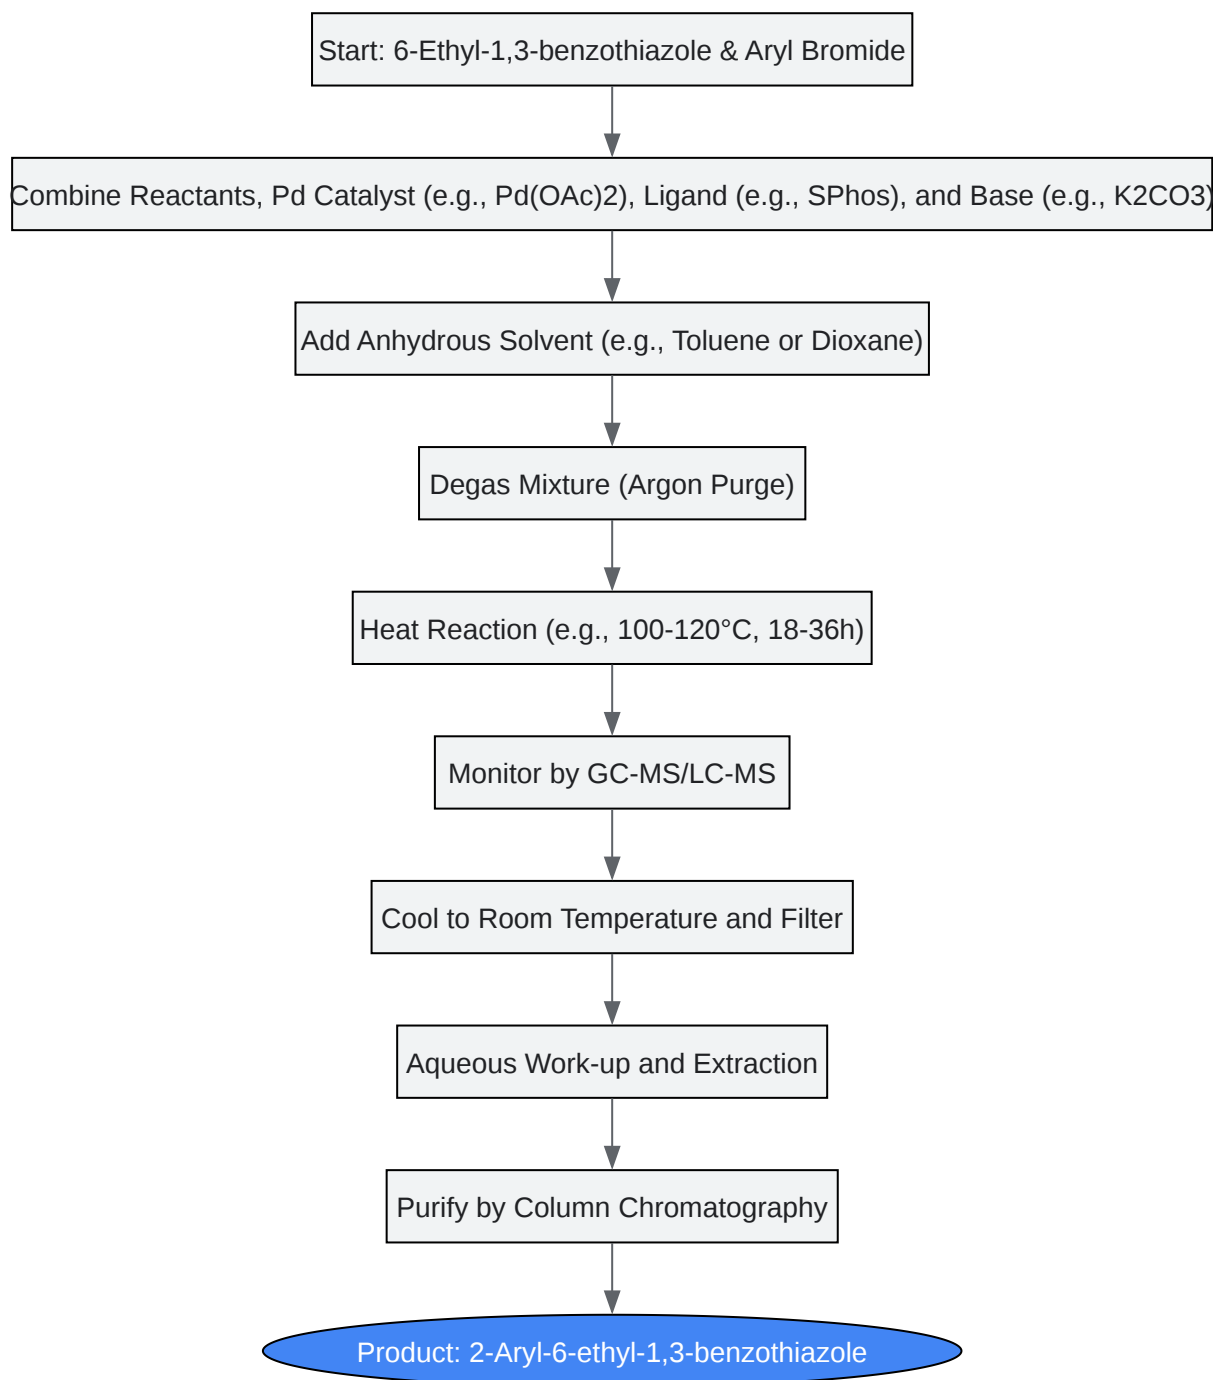 Start: 6-Ethyl-1,3-benzothiazole & Aryl Bromide
Combine Reactants, Pd Catalyst (e.g., Pd(OAc)2), Ligand (e.g., SPhos), and Base (e.g., K2CO3)
Add Anhydrous Solvent (e.g., Toluene or Dioxane)
Degas Mixture (Argon Purge)
Heat Reaction (e.g., 100-120°C, 18-36h)
Monitor by GC-MS/LC-MS
Cool to Room Temperature and Filter
Aqueous Work-up and Extraction
Purify by Column Chromatography
Product: 2-Aryl-6-ethyl-1,3-benzothiazole